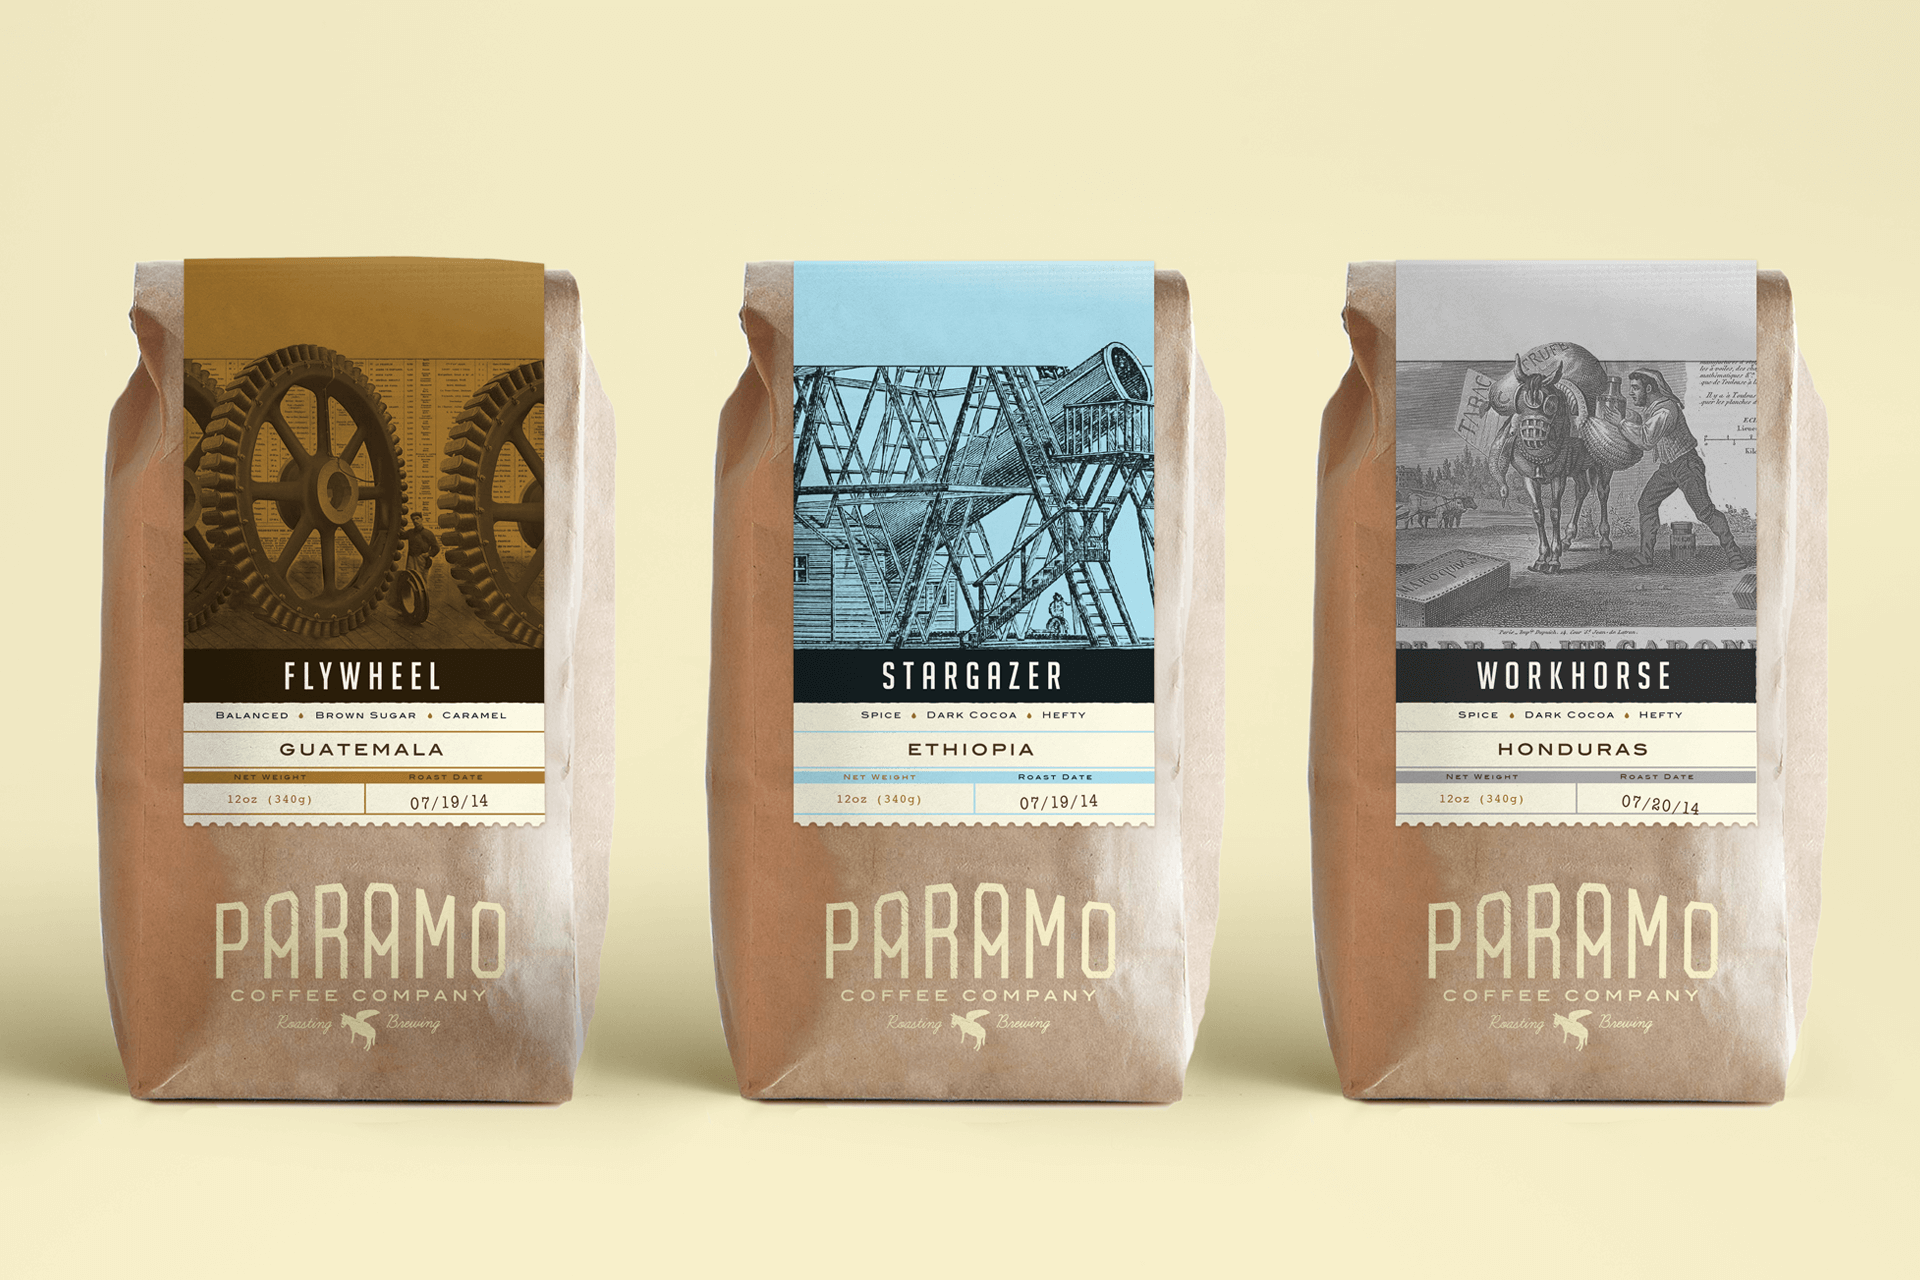 FLYWHEEL
BALANCED BROWN SUGAR CARAMEL
GUATEMALA
NET WEIGHT ROAST DATE
12oz (340g) 07/19/14
PARAMO
COFFEE COMPANY
Roasting Brewing
STARGAZER
SPICE DARK COCOA HEFTY
ETHIOPIA
NET WEIGHT ROAST DATE
12oz (340g) 07/19/14
PARAMO
COFFEE COMPANY
Roasting Brewing
TABAC
WORKHORSE
SPICE DARK COCOA HEFTY
HONDURAS
NET WEIGHT ROAST DATE
12oz (340g) 07/20/14
PARAMO
COFFEE COMPANY
Roasting Brewing